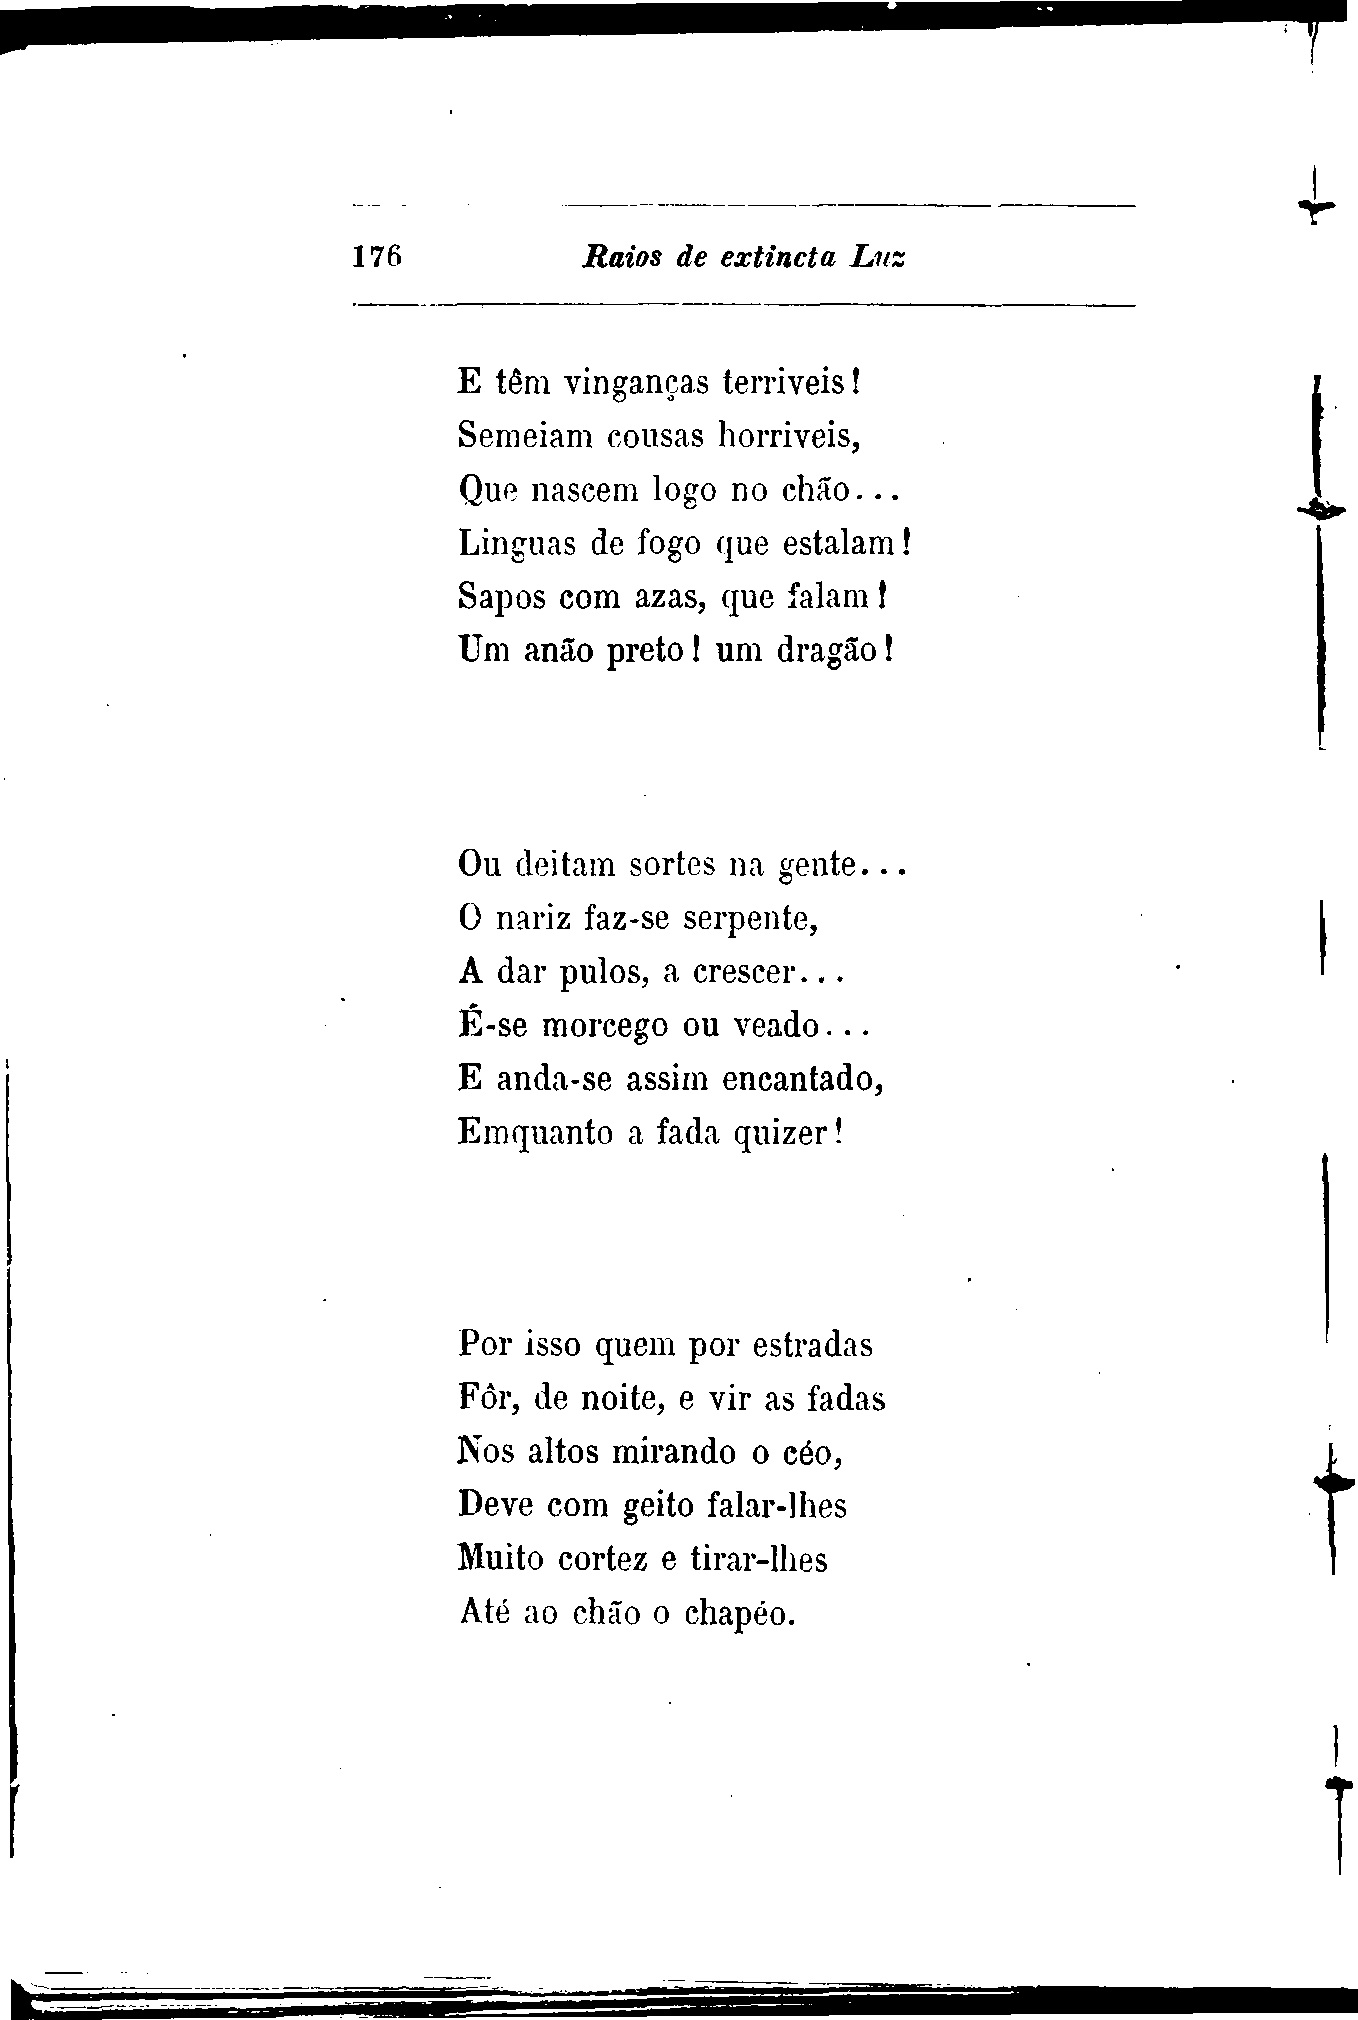 176 Raios de extincta Luz
E têm vinganças terriveis!
Semeiam cousas horriveis,
Que nascem logo no chão...
Linguas de fogo que estalam!
Sapos com azas, que falam!
Um anão preto! um dragão!
Ou deitam sortes na gente...
O nariz faz-se serpente,
A dar pulos, a crescer...
É-se morcego ou veado...
E anda-se assim encantado,
Emquanto a fada quizer!
Por isso quem por estradas
Fôr, de noite, e vir as fadas
Nos altos mirando o céo,
Deve com geito falar-lhes
Muito cortez e tirar-lhes
Até ao chão o chapéo.